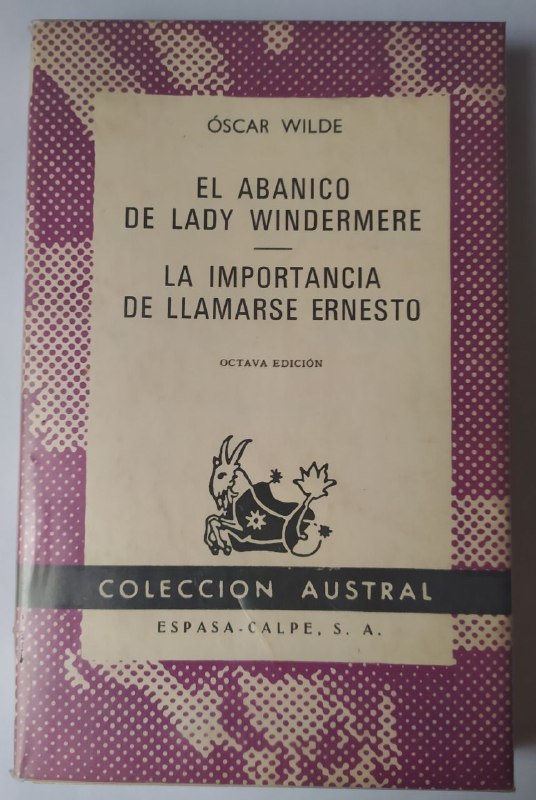 ÓSCAR WILDE
EL ABANICO
DE LADY WINDERMERE
LA IMPORTANCIA
DE LLAMARSE ERNESTO
OCTAVA EDICIÓN
COLECCION AUSTRAL
ESPASA-CALPE, S. A.